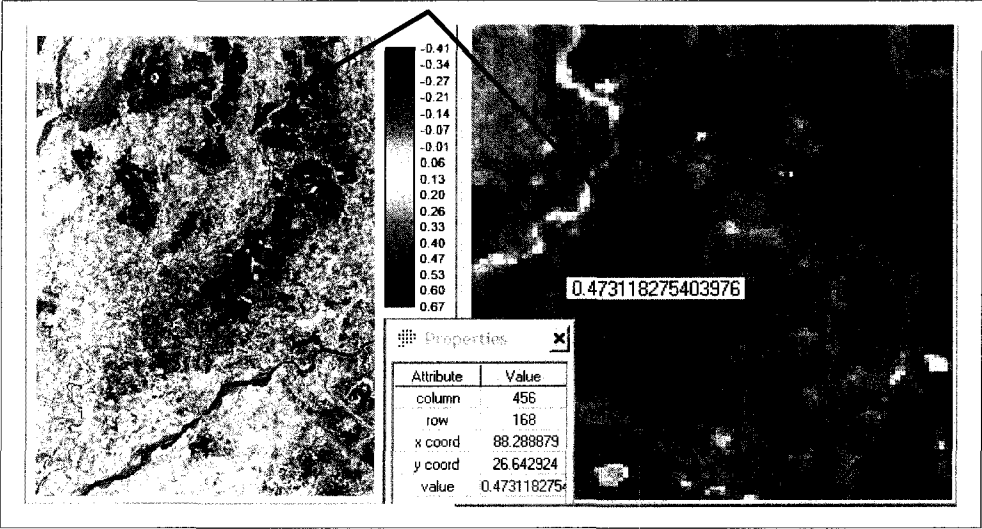 -0.41
-0.34
-0.27
-0.21
-0.14
-0.07
-0.01
0.06
0.13
0.20
0.26
0.33
0.40
0.47
0.53
0.60
0.67
0.473118275403976
Properties
Attribute Value
column 456
row 168
x coord 88.288879
y coord 26.642924
value 0.473118275